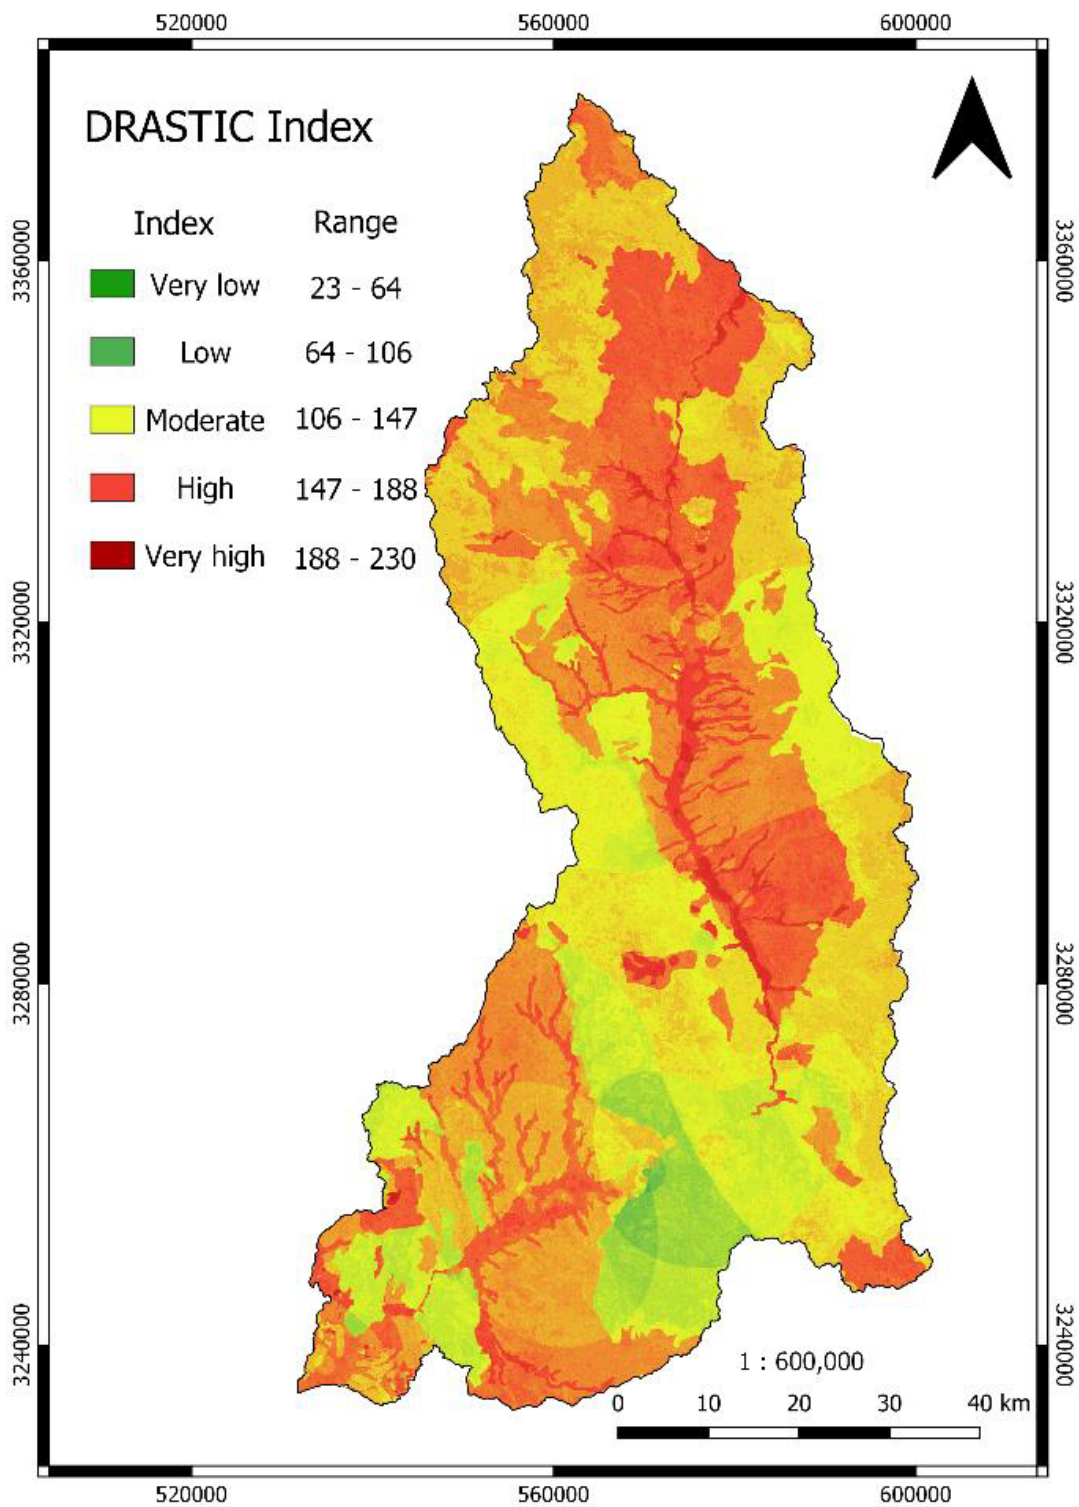 520000 560000 600000
DRASTIC Index
Index Range
Very low 23 - 64
Low 64 - 106
Moderate 106 - 147
High 147 - 188
Very high 188 - 230
3360000 3360000
3320000 3320000
3280000 3280000
3240000 3240000
1 : 600,000
0 10 20 30 40 km
520000 560000 600000